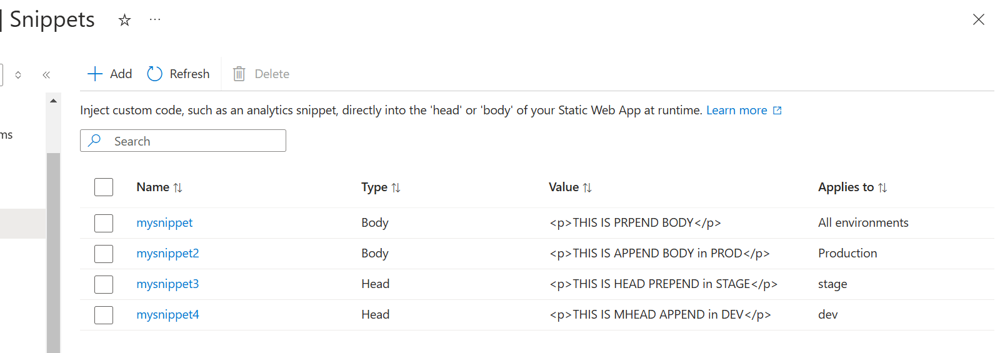 Snippets
Add Refresh Delete
Inject custom code, such as an analytics snippet, directly into the 'head' or 'body' of your Static Web App at runtime. Learn more
ms
Search
Name Type Value Applies to
mysnippet Body <p>THIS IS PRPEND BODY</p> All environments
mysnippet2 Body <p>THIS IS APPEND BODY in PROD</p> Production
mysnippet3 Head <p>THIS IS HEAD PREPEND in STAGE</p> stage
mysnippet4 Head <p>THIS IS MHEAD APPEND in DEV</p> dev